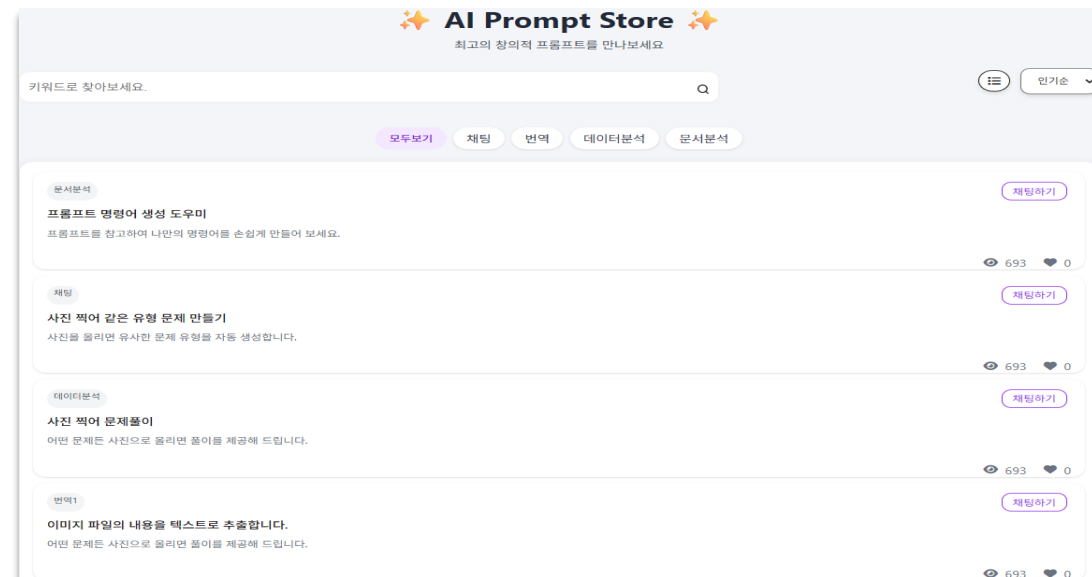 ✨ AI Prompt Store ✨
최고의 창의적 프롬프트를 만나보세요
키워드로 찾아보세요.
인기순
모두보기 채팅 번역 데이터분석 문서분석
문서분석
채팅하기
프롬프트 명령어 생성 도우미
프롬프트를 참고하여 나만의 명령어를 손쉽게 만들어 보세요.
693 0
채팅
채팅하기
사진 찍어 같은 유형 문제 만들기
사진을 올리면 유사한 문제 유형을 자동 생성합니다.
693 0
데이터분석
채팅하기
사진 찍어 문제풀이
어떤 문제든 사진으로 올리면 풀이를 제공해 드립니다.
693 0
번역1
채팅하기
이미지 파일의 내용을 텍스트로 추출합니다.
어떤 문제든 사진으로 올리면 풀이를 제공해 드립니다.
693 0